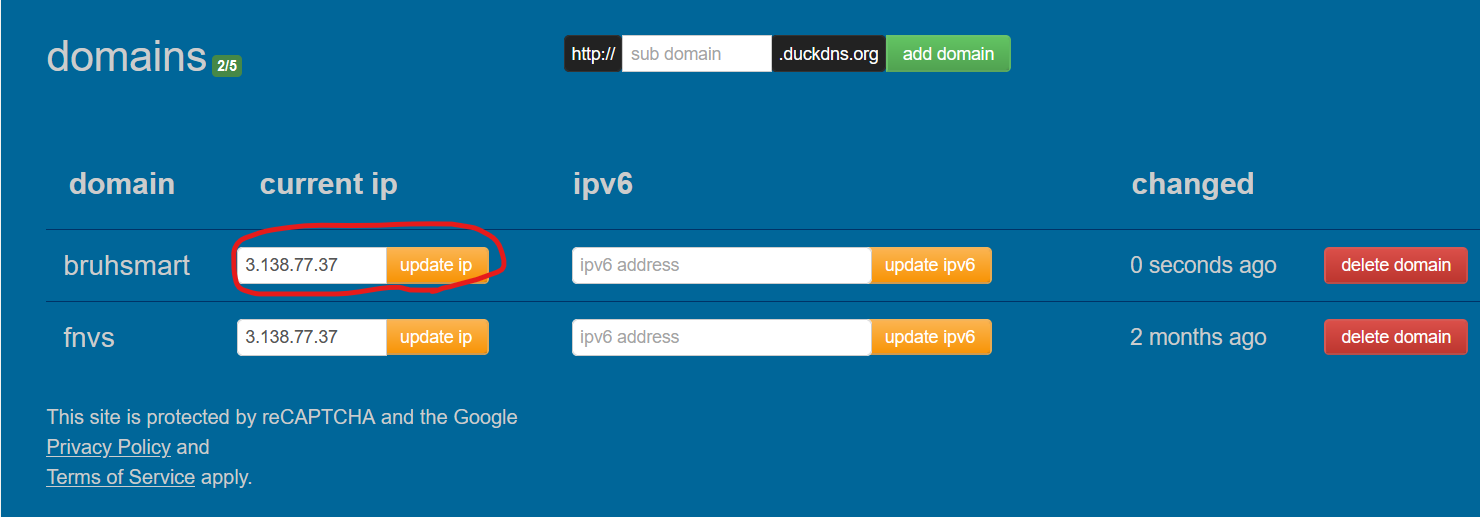 domains 2/5
http:// sub domain .duckdns.org add domain
domain current ip ipv6 changed
bruhsmart 3.138.77.37 update ip ipv6 address update ipv6 0 seconds ago delete domain
fnvs 3.138.77.37 update ip ipv6 address update ipv6 2 months ago delete domain
This site is protected by reCAPTCHA and the Google
Privacy Policy and
Terms of Service apply.